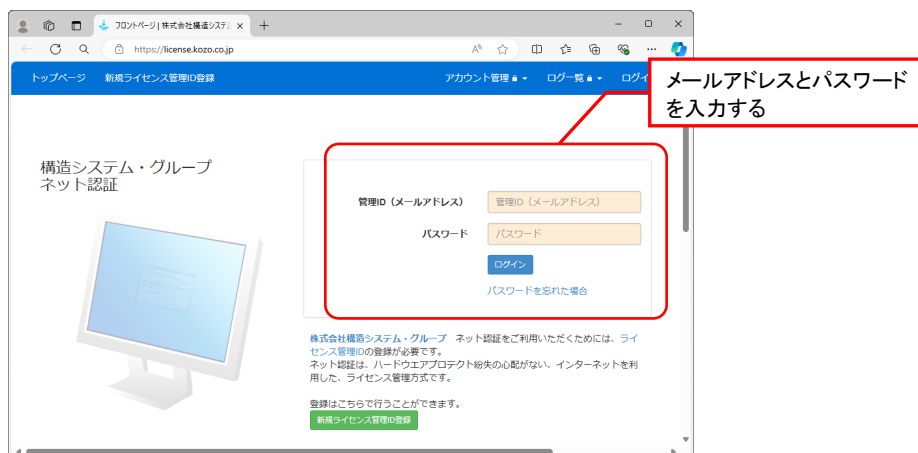 フロントページ | 株式会社構造システム
https://license.kozo.co.jp
トップページ 新規ライセンス管理ID登録 アカウント管理 ログ一覧 ログイ
メールアドレスとパスワード
を入力する
構造システム・グループ
ネット認証
管理ID（メールアドレス） 管理ID（メールアドレス）
パスワード パスワード
ログイン
パスワードを忘れた場合
株式会社構造システム・グループ ネット認証をご利用いただくためには、ライ
センス管理IDの登録が必要です。
ネット認証は、ハードウエアプロテクト紛失の心配がない、インターネットを利
用した、ライセンス管理方式です。
登録はこちらで行うことができます。
新規ライセンス管理ID登録